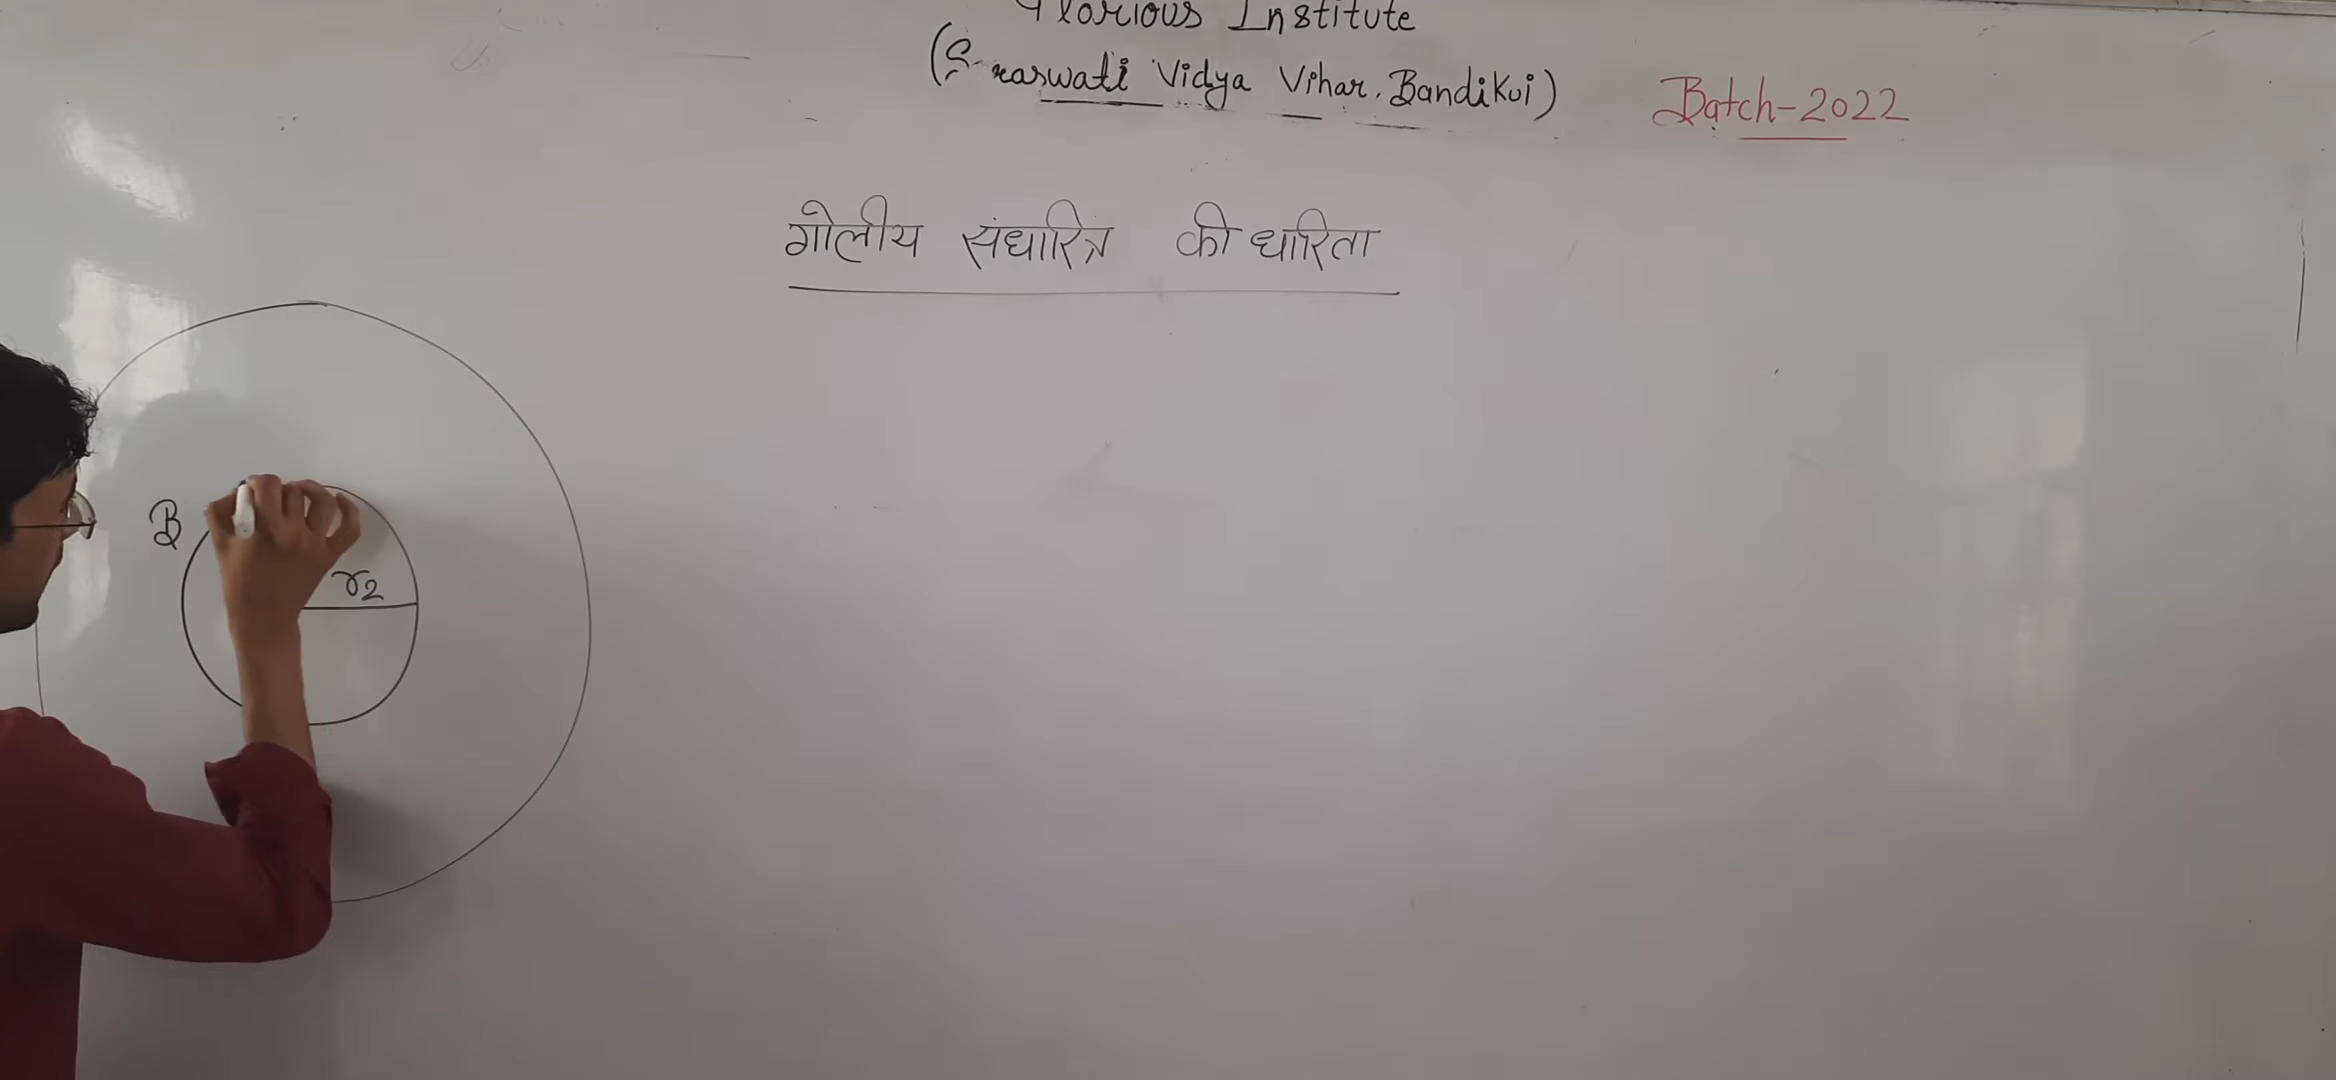 Institute
Vidya Vihar, Bandikui)
Batch-2022
गोलीय संधारित्र की धारिता
B
r2